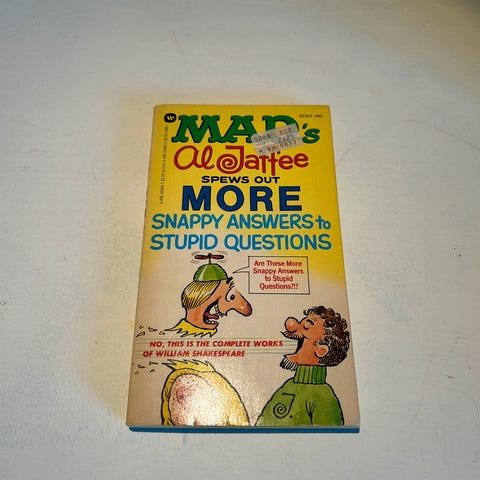 MAD's
Al Jaffee
SPEWS OUT
MORE
SNAPPY ANSWERS to
STUPID QUESTIONS
Are These More
Snappy Answers
to Stupid
Questions?!?
NO, THIS IS THE COMPLETE WORKS
OF WILLIAM SHAKESPEARE
J.